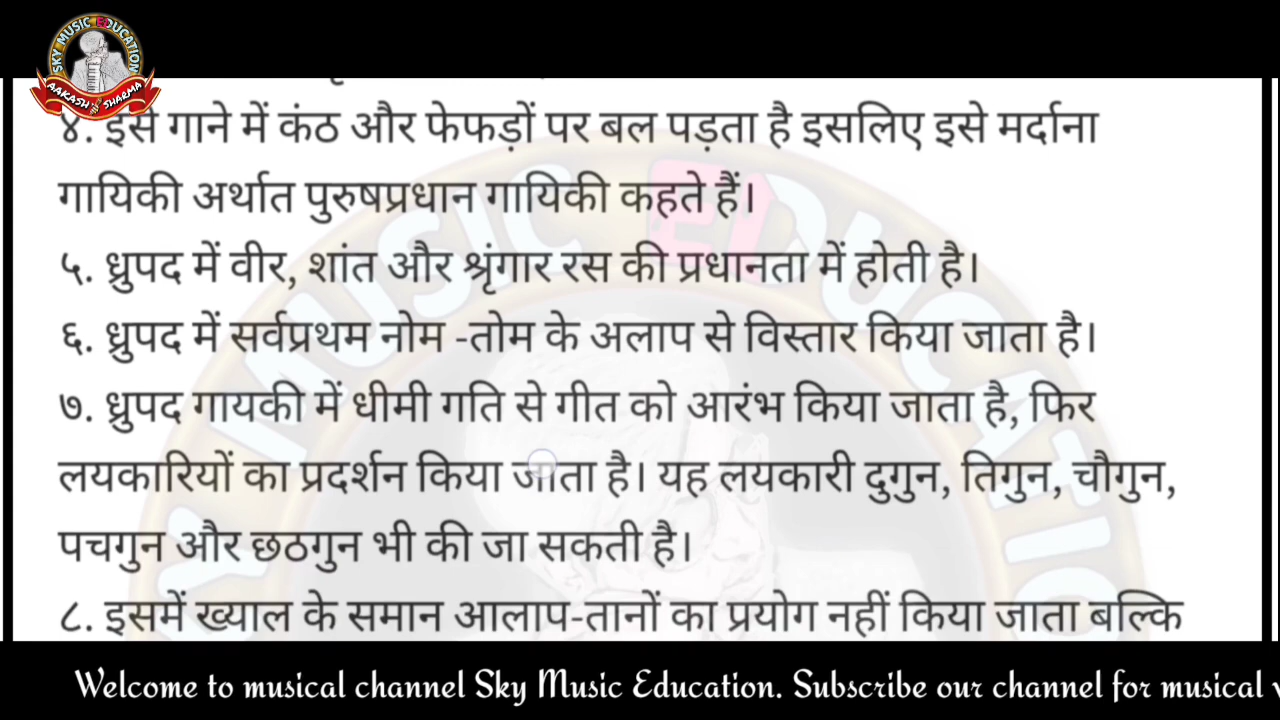 SKY MUSIC EDUCATION
AAKASH SHARMA
४. इसे गाने में कंठ और फेफड़ों पर बल पड़ता है इसलिए इसे मर्दाना
गायिकी अर्थात पुरुषप्रधान गायिकी कहते हैं।
५. ध्रुपद में वीर, शांत और श्रृंगार रस की प्रधानता में होती है।
६. ध्रुपद में सर्वप्रथम नोम -तोम के अलाप से विस्तार किया जाता है।
७. ध्रुपद गायकी में धीमी गति से गीत को आरंभ किया जाता है, फिर
लयकारियों का प्रदर्शन किया जाता है। यह लयकारी दुगुन, तिगुन, चौगुन,
पचगुन और छठगुन भी की जा सकती है।
८. इसमें ख्याल के समान आलाप-तानों का प्रयोग नहीं किया जाता बल्कि
Welcome to musical channel Sky Music Education. Subscribe our channel for musical